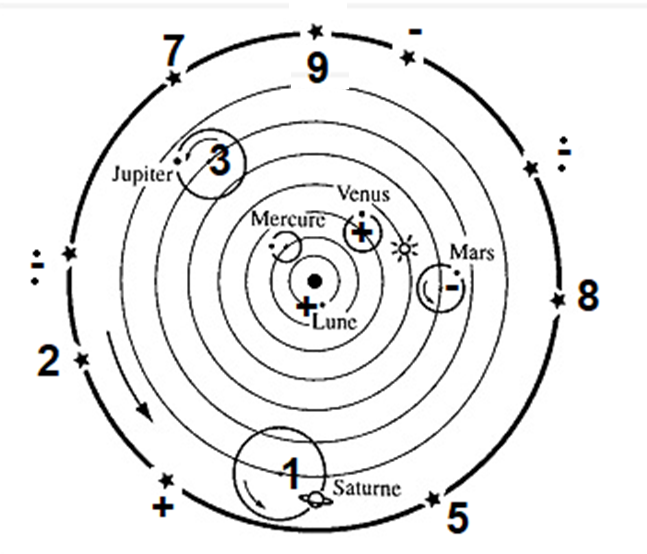 -
7
9
÷
3
Jupiter
Venus
Mercure
+
Mars
÷
-
8
+
Lune
2
1
Saturne
+
5